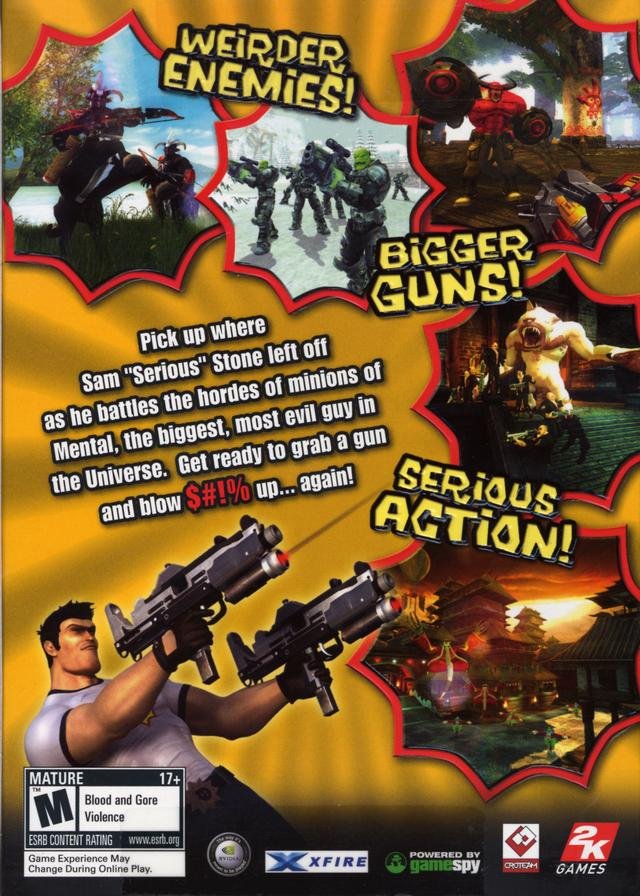 WEIRDER
ENEMIES!
BIGGER
GUNS!
Pick up where
Sam "Serious" Stone left off
as he battles the hordes of minions of
Mental, the biggest, most evil guy in
the Universe. Get ready to grab a gun
and blow $#!% up... again!
SERIOUS
ACTION!
MATURE 17+
M
Blood and Gore
Violence
ESRB CONTENT RATING www.esrb.org
Game Experience May
Change During Online Play.
NVIDIA
XFIRE
POWERED BY
gamespy
CROTEAM
2K
GAMES